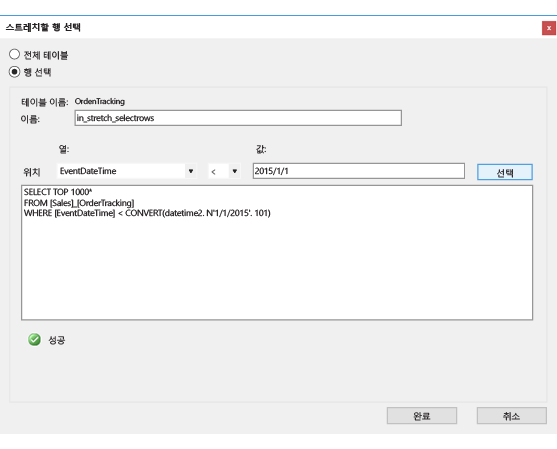 스트레치할 행 선택
x
전체 테이블
행 선택
테이블 이름: OrdenTracking
이름: in_stretch_selectrows
열: 값:
위치 EventDateTime < 2015/1/1 선택
SELECT TOP 1000*
FROM [Sales]_[OrderTracking]
WHERE [EventDateTime] < CONVERT(datetime2. N'1/1/2015'. 101)
성공
완료 취소